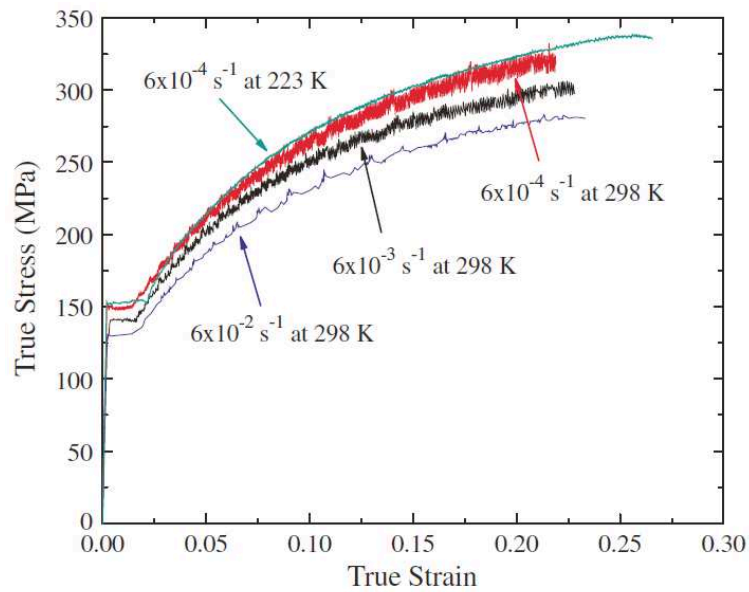 350
300
250
200
150
100
50
0
True Stress (MPa)
6x10⁻⁴ s⁻¹ at 223 K
6x10⁻⁴ s⁻¹ at 298 K
6x10⁻³ s⁻¹ at 298 K
6x10⁻² s⁻¹ at 298 K
0.00 0.05 0.10 0.15 0.20 0.25 0.30
True Strain